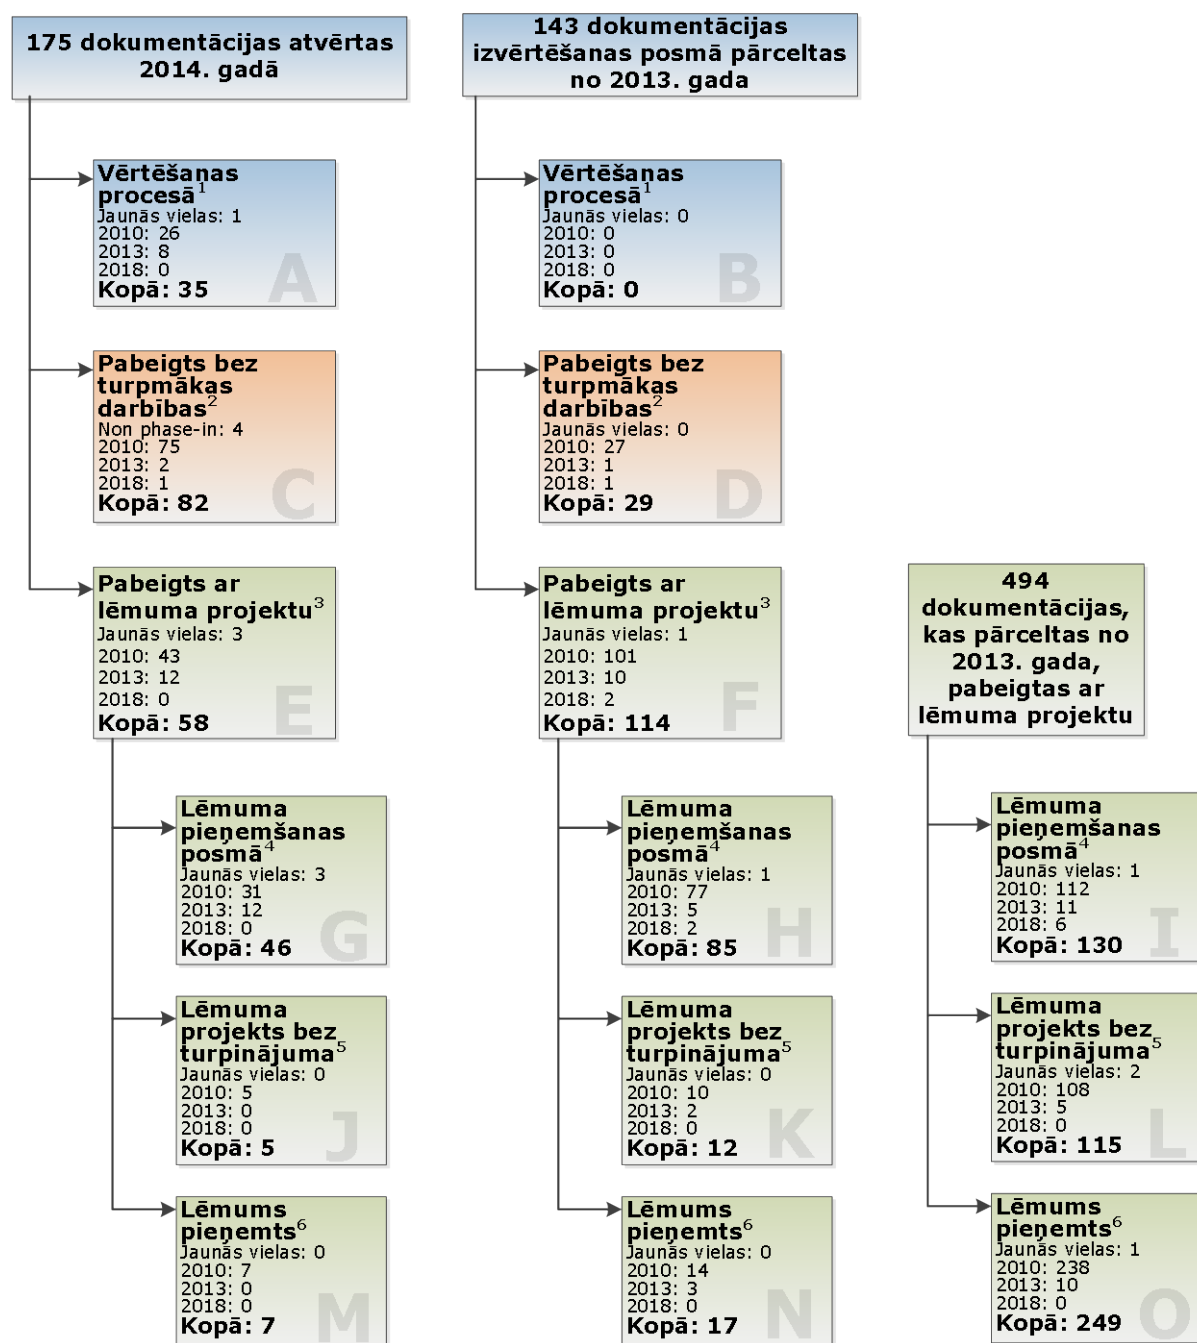 175 dokumentācijas atvērtas
2014. gadā
Vērtēšanas
procesā¹
Jaunās vielas: 1
2010: 26
2013: 8
2018: 0
Kopā: 35
A
Pabeigts bez
turpmākas
darbības²
Non phase-in: 4
2010: 75
2013: 2
2018: 1
Kopā: 82
C
Pabeigts ar
lēmuma projektu³
Jaunās vielas: 3
2010: 43
2013: 12
2018: 0
Kopā: 58
E
Lēmuma
pieņemšanas
posmā⁴
Jaunās vielas: 3
2010: 31
2013: 12
2018: 0
Kopā: 46
G
Lēmuma
projekts bez
turpinājuma⁵
Jaunās vielas: 0
2010: 5
2013: 0
2018: 0
Kopā: 5
J
Lēmums
pieņemts⁶
Jaunās vielas: 0
2010: 7
2013: 0
2018: 0
Kopā: 7
M
143 dokumentācijas
izvērtēšanas posmā pārceltas
no 2013. gada
Vērtēšanas
procesā¹
Jaunās vielas: 0
2010: 0
2013: 0
2018: 0
Kopā: 0
B
Pabeigts bez
turpmākas
darbības²
Jaunās vielas: 0
2010: 27
2013: 1
2018: 1
Kopā: 29
D
Pabeigts ar
lēmuma projektu³
Jaunās vielas: 1
2010: 101
2013: 10
2018: 2
Kopā: 114
F
Lēmuma
pieņemšanas
posmā⁴
Jaunās vielas: 1
2010: 77
2013: 5
2018: 2
Kopā: 85
H
Lēmuma
projekts bez
turpinājuma⁵
Jaunās vielas: 0
2010: 10
2013: 2
2018: 0
Kopā: 12
K
Lēmums
pieņemts⁶
Jaunās vielas: 0
2010: 14
2013: 3
2018: 0
Kopā: 17
N
494
dokumentācijas,
kas pārceltas no
2013. gada,
pabeigtas ar
lēmuma projektu
Lēmuma
pieņemšanas
posmā⁴
Jaunās vielas: 1
2010: 112
2013: 11
2018: 6
Kopā: 130
I
Lēmuma
projekts bez
turpinājuma⁵
Jaunās vielas: 2
2010: 108
2013: 5
2018: 0
Kopā: 115
L
Lēmums
pieņemts⁶
Jaunās vielas: 1
2010: 238
2013: 10
2018: 0
Kopā: 249
O